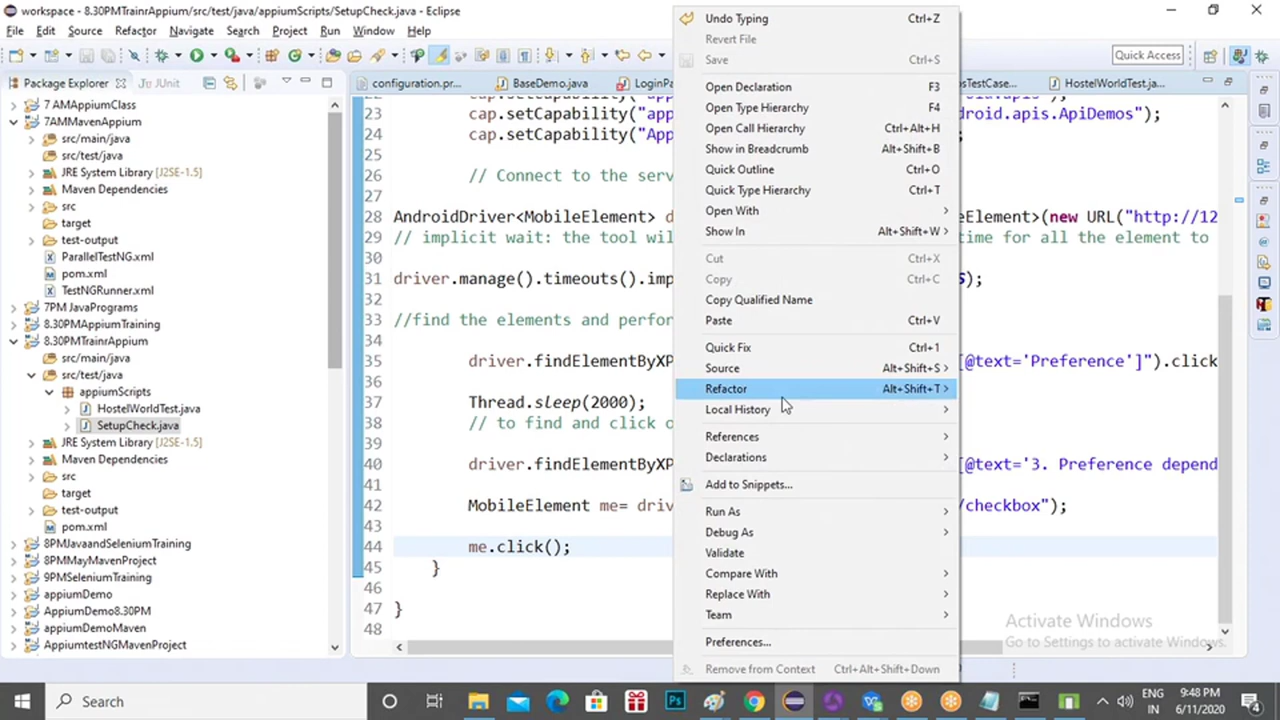 workspace - 8.30PMTrainrAppium/src/test/java/appiumScripts/SetupCheck.java - Eclipse
File Edit Source Refactor Navigate Search Project Run Window Help
Quick Access
Package Explorer
JUnit
configuration.pr...
BaseDemo.java
LoginPa
sTestCase...
HostelWorldTest.ja...
7 AMAppiumClass
7AMMavenAppium
src/main/java
src/test/java
JRE System Library [J2SE-1.5]
Maven Dependencies
src
target
test-output
ParallelTestNG.xml
pom.xml
TestNGRunner.xml
7PM JavaPrograms
8.30PMAppiumTraining
8.30PMTrainrAppium
src/main/java
src/test/java
appiumScripts
HostelWorldTest.java
SetupCheck.java
JRE System Library [J2SE-1.5]
Maven Dependencies
src
target
test-output
pom.xml
8PMJavaandSeleniumTraining
8PMMayMavenProject
9PMSeleniumTraining
appiumDemo
AppiumDemo8.30PM
appiumDemoMaven
AppiumtestNGMavenProject
23 cap.setCapability("app droid.apis.ApiDemos");
24 cap.setCapability("App
25
26 // Connect to the serv
27
28 AndroidDriver<MobileElement> d eElement>(new URL("http://12
29 // implicit wait: the tool wil time for all the element to
30
31 driver.manage().timeouts().imp S);
32
33 //find the elements and perfor
34
35 driver.findElementByXP [@text='Preference']").click
36
37 Thread.sleep(2000);
38 // to find and click o
39
40 driver.findElementByXP [@text='3. Preference depend
41
42 MobileElement me= driv /checkbox");
43
44 me.click();
45 }
46
47 }
48
Undo Typing Ctrl+Z
Revert File
Save Ctrl+S
Open Declaration F3
Open Type Hierarchy F4
Open Call Hierarchy Ctrl+Alt+H
Show in Breadcrumb Alt+Shift+B
Quick Outline Ctrl+O
Quick Type Hierarchy Ctrl+T
Open With
Show In Alt+Shift+W
Cut Ctrl+X
Copy Ctrl+C
Copy Qualified Name
Paste Ctrl+V
Quick Fix Ctrl+1
Source Alt+Shift+S
Refactor Alt+Shift+T
Local History
References
Declarations
Add to Snippets...
Run As
Debug As
Validate
Compare With
Replace With
Team
Preferences...
Remove from Context Ctrl+Alt+Shift+Down
Activate Windows
Go to Settings to activate Windows.
Search
ENG
IN
9:48 PM
6/11/2020
4